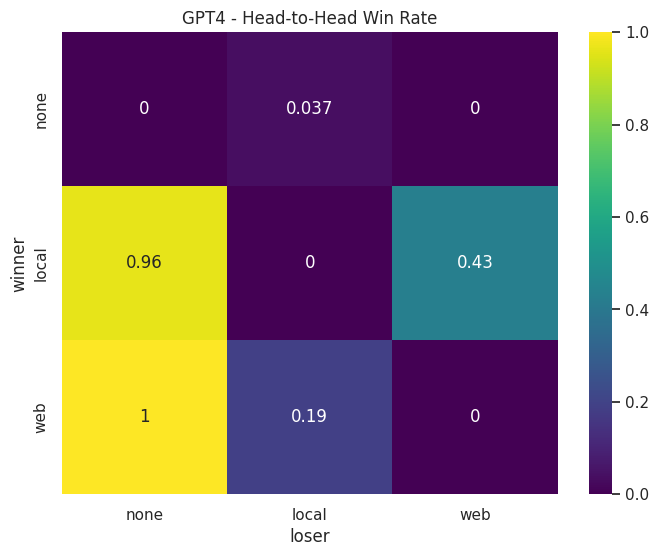 GPT4 - Head-to-Head Win Rate
none
0
0.037
0
local
0.96
0
0.43
web
1
0.19
0
winner
none
local
web
loser
1.0
0.8
0.6
0.4
0.2
0.0